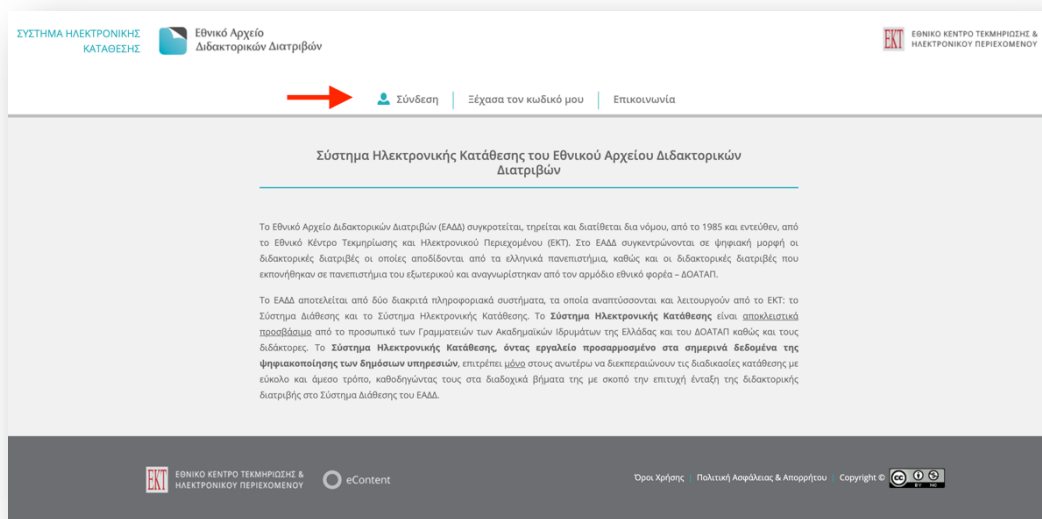 ΣΥΣΤΗΜΑ ΗΛΕΚΤΡΟΝΙΚΗΣ
ΚΑΤΑΘΕΣΗΣ
Εθνικό Αρχείο
Διδακτορικών Διατριβών
ΕΚΤ
ΕΘΝΙΚΟ ΚΕΝΤΡΟ ΤΕΚΜΗΡΙΩΣΗΣ &
ΗΛΕΚΤΡΟΝΙΚΟΥ ΠΕΡΙΕΧΟΜΕΝΟΥ
Σύνδεση
Ξέχασα τον κωδικό μου
Επικοινωνία
Σύστημα Ηλεκτρονικής Κατάθεσης του Εθνικού Αρχείου Διδακτορικών
Διατριβών
Το Εθνικό Αρχείο Διδακτορικών Διατριβών (ΕΑΔΔ) συγκροτείται, τηρείται και διατίθεται δια νόμου, από το 1985 και εντεύθεν, από
το Εθνικό Κέντρο Τεκμηρίωσης και Ηλεκτρονικού Περιεχομένου (ΕΚΤ). Στο ΕΑΔΔ συγκεντρώνονται σε ψηφιακή μορφή οι
διδακτορικές διατριβές οι οποίες αποδίδονται από τα ελληνικά πανεπιστήμια, καθώς και οι διδακτορικές διατριβές που
εκπονήθηκαν σε πανεπιστήμια του εξωτερικού και αναγνωρίστηκαν από τον αρμόδιο εθνικό φορέα – ΔΟΑΤΑΠ.
Το ΕΑΔΔ αποτελείται από δύο διακριτά πληροφοριακά συστήματα, τα οποία αναπτύσσονται και λειτουργούν από το ΕΚΤ: το
Σύστημα Διάθεσης και το Σύστημα Ηλεκτρονικής Κατάθεσης. Το Σύστημα Ηλεκτρονικής Κατάθεσης είναι αποκλειστικά
προσβάσιμο από το προσωπικό των Γραμματειών των Ακαδημαϊκών Ιδρυμάτων της Ελλάδας και του ΔΟΑΤΑΠ καθώς και τους
διδάκτορες. Το Σύστημα Ηλεκτρονικής Κατάθεσης, όντας εργαλείο προσαρμοσμένο στα σημερινά δεδομένα της
ψηφιακοποίησης των δημόσιων υπηρεσιών, επιτρέπει μόνο στους ανωτέρω να διεκπεραιώνουν τις διαδικασίες κατάθεσης με
εύκολο και άμεσο τρόπο, καθοδηγώντας τους στα διαδοχικά βήματα της με σκοπό την επιτυχή ένταξη της διδακτορικής
διατριβής στο Σύστημα Διάθεσης του ΕΑΔΔ.
ΕΚΤ
ΕΘΝΙΚΟ ΚΕΝΤΡΟ ΤΕΚΜΗΡΙΩΣΗΣ &
ΗΛΕΚΤΡΟΝΙΚΟΥ ΠΕΡΙΕΧΟΜΕΝΟΥ
eContent
Όροι Χρήσης | Πολιτική Ασφάλειας & Απορρήτου | Copyright ©
cc
BY NC